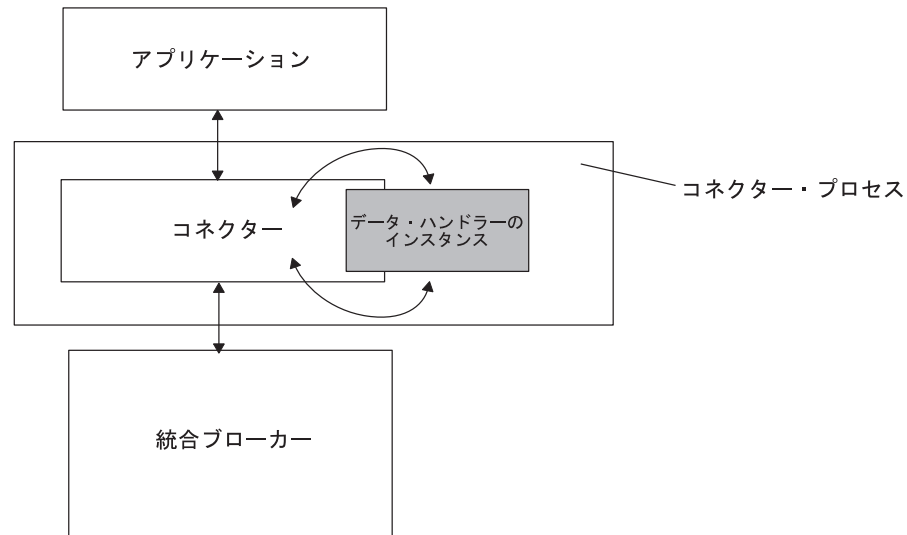 アプリケーション
コネクター・プロセス
コネクター
データ・ハンドラーの
インスタンス
統合ブローカー